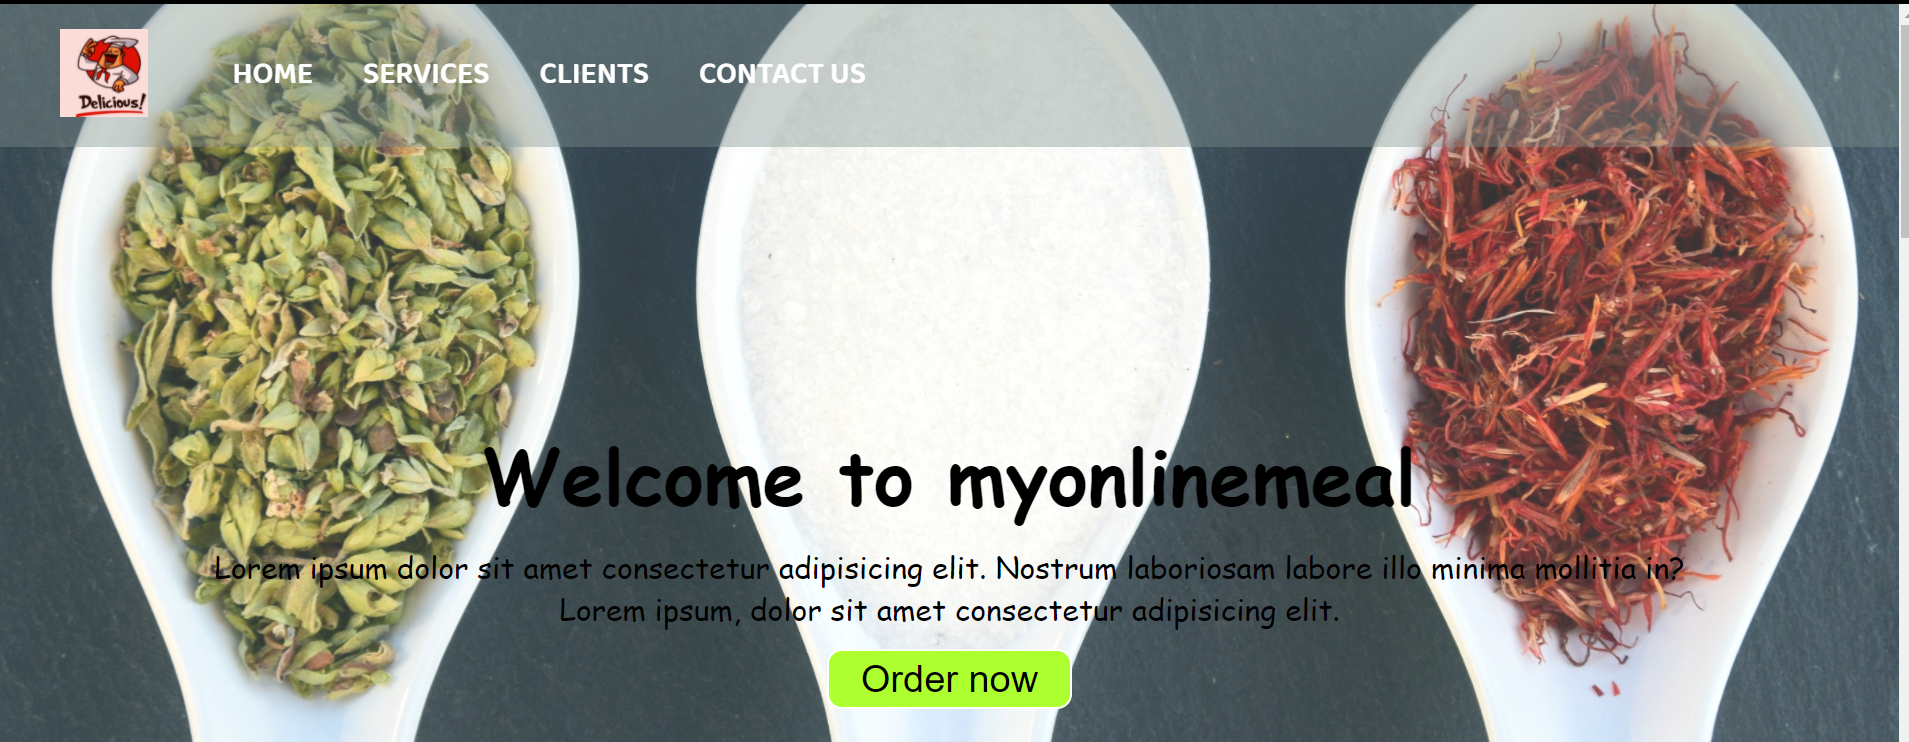 Delicious!
HOME SERVICES CLIENTS CONTACT US
Welcome to myonlinemeal
Lorem ipsum dolor sit amet consectetur adipisicing elit. Nostrum laboriosam labore illo minima mollitia in?
Lorem ipsum, dolor sit amet consectetur adipisicing elit.
Order now